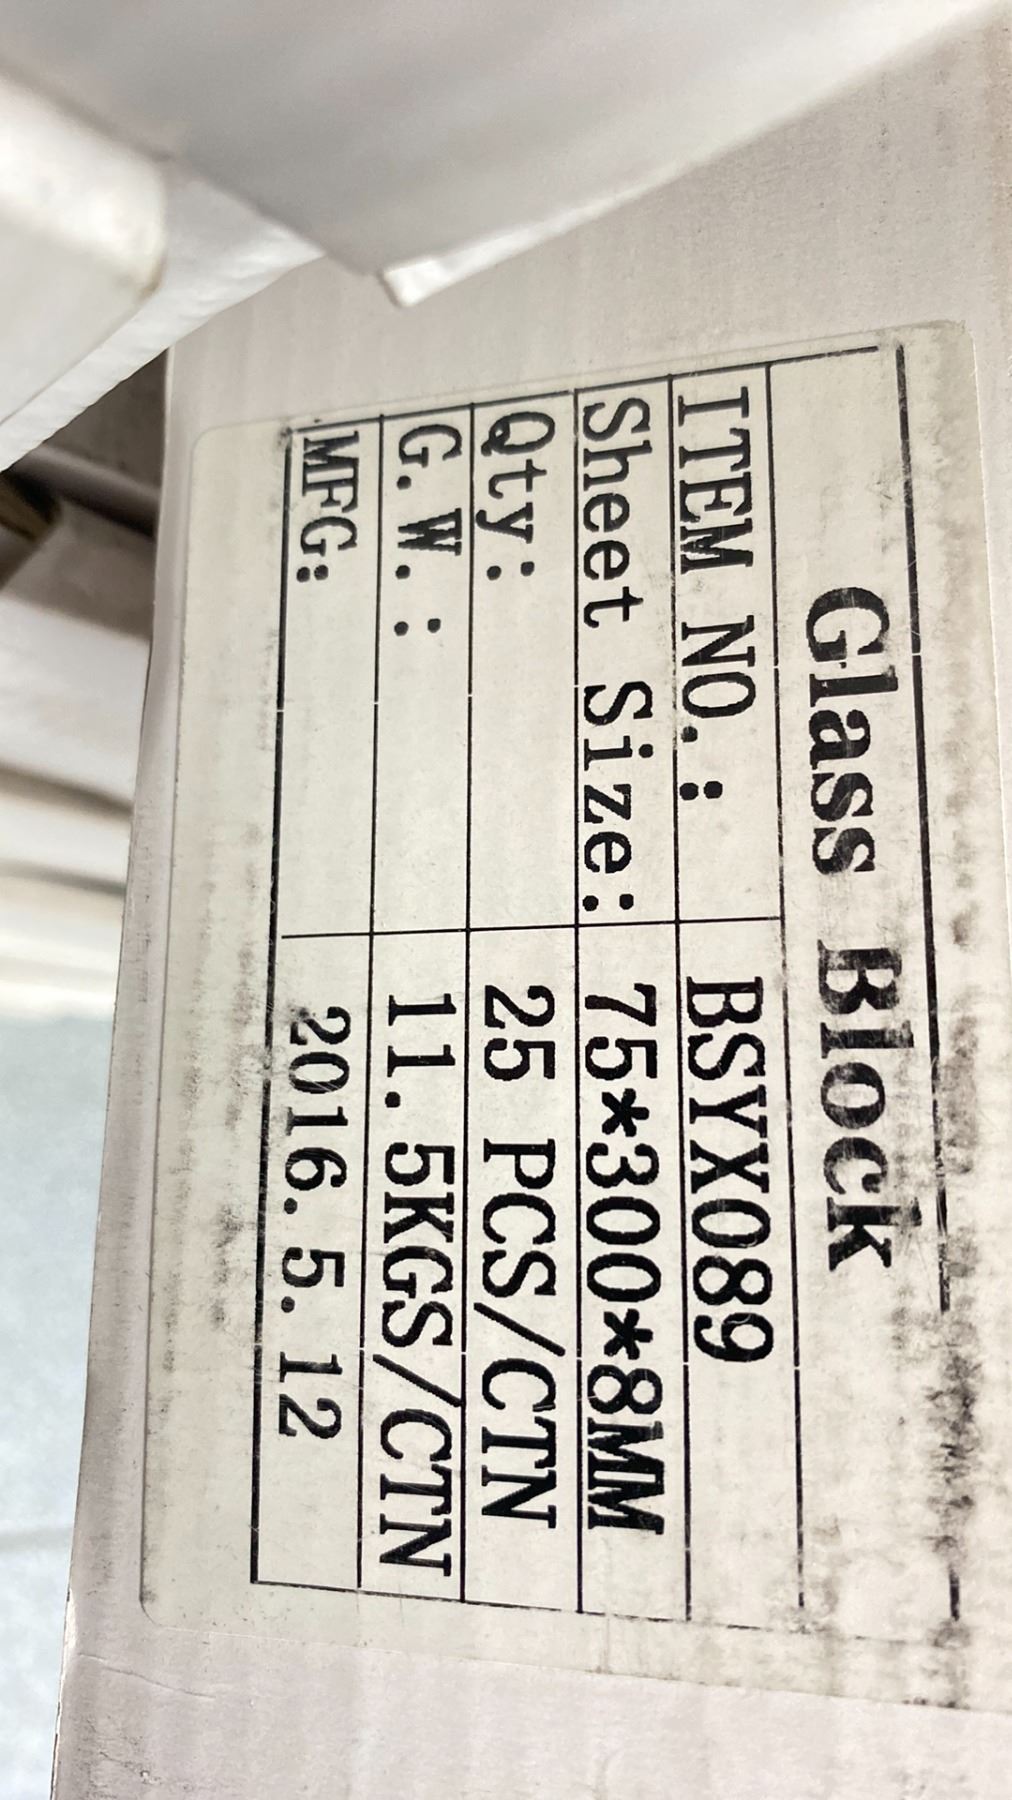 Glass Block
ITEM NO.: BSYX089
Sheet Size: 75*300*8MM
Qty: 25 PCS/CTN
G.W.: 11.5KGS/CTN
MFG: 2016.5.12